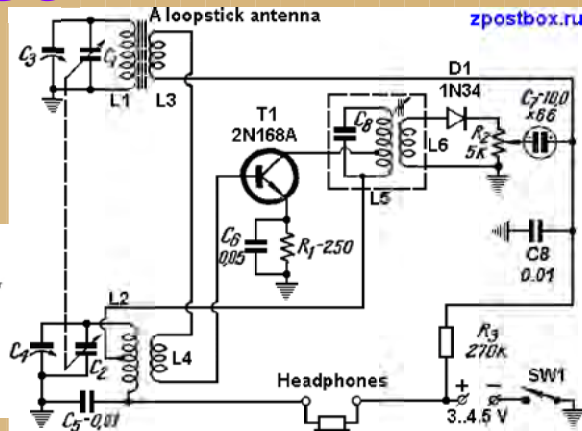 A loopstick antenna
zpostbox.ru
C3
L1
L3
D1
1N34
T1
2N168A
C8
L6
R2
5K
C7-10,0
×6В
L5
C6
0,05
R1-250
C8
0.01
L2
C4
C2
L4
R3
270K
Headphones
SW1
+ -
3..4.5 V
C5-0,01